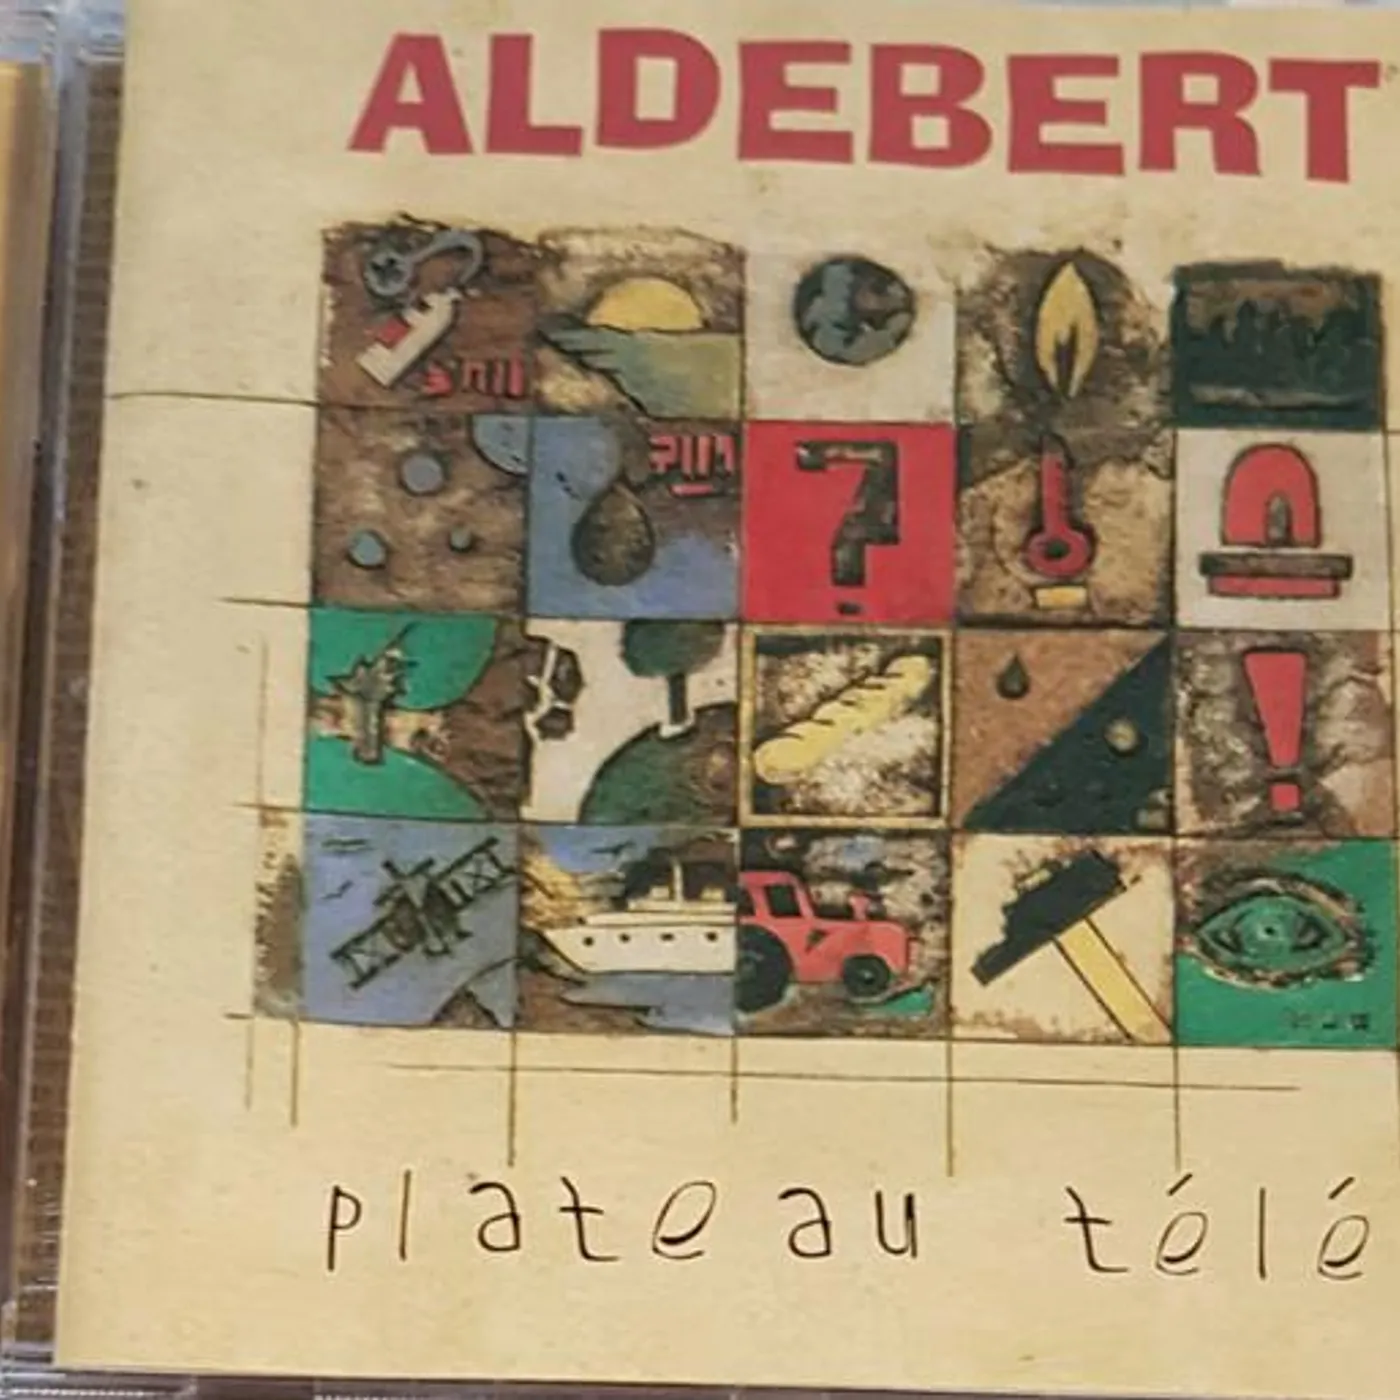 ALDEBERT
?
!
plateau télé